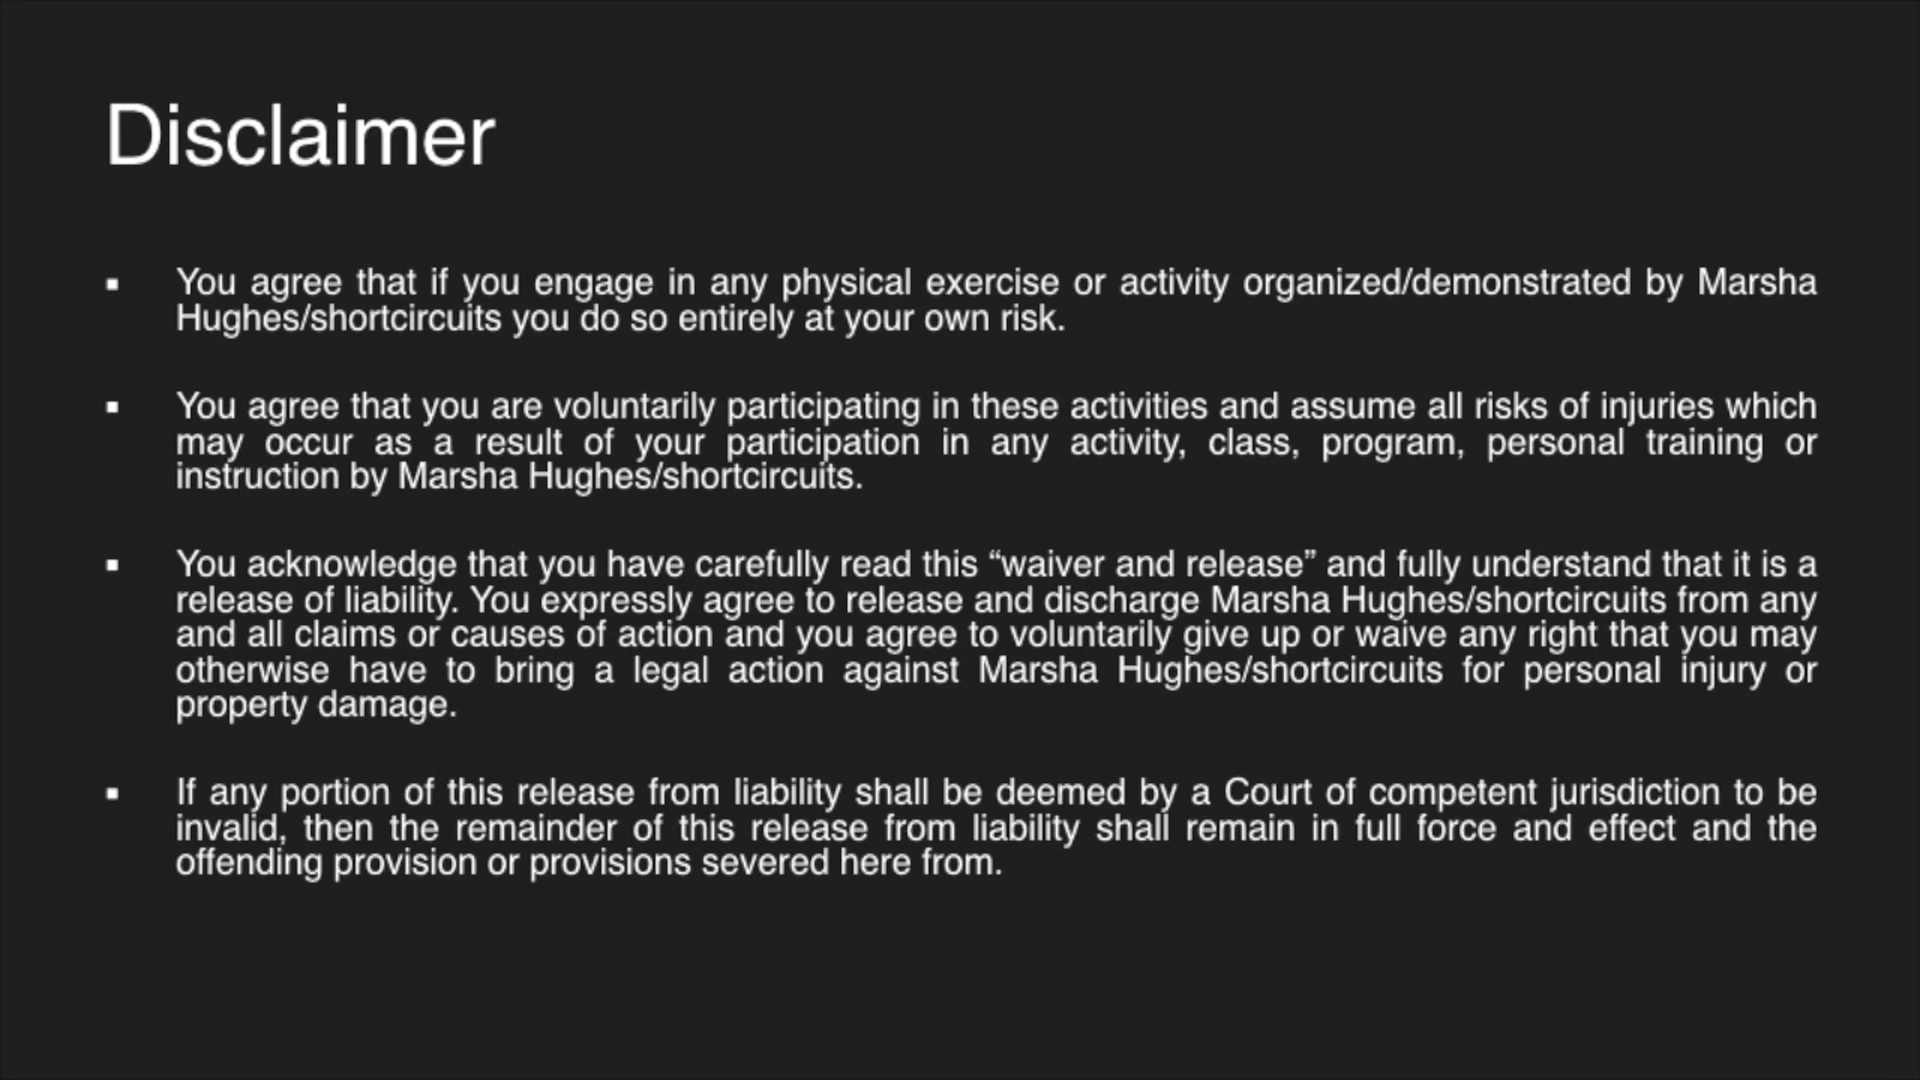 Disclaimer
▪ You agree that if you engage in any physical exercise or activity organized/demonstrated by Marsha
Hughes/shortcircuits you do so entirely at your own risk.
▪ You agree that you are voluntarily participating in these activities and assume all risks of injuries which
may occur as a result of your participation in any activity, class, program, personal training or
instruction by Marsha Hughes/shortcircuits.
▪ You acknowledge that you have carefully read this “waiver and release” and fully understand that it is a
release of liability. You expressly agree to release and discharge Marsha Hughes/shortcircuits from any
and all claims or causes of action and you agree to voluntarily give up or waive any right that you may
otherwise have to bring a legal action against Marsha Hughes/shortcircuits for personal injury or
property damage.
▪ If any portion of this release from liability shall be deemed by a Court of competent jurisdiction to be
invalid, then the remainder of this release from liability shall remain in full force and effect and the
offending provision or provisions severed here from.